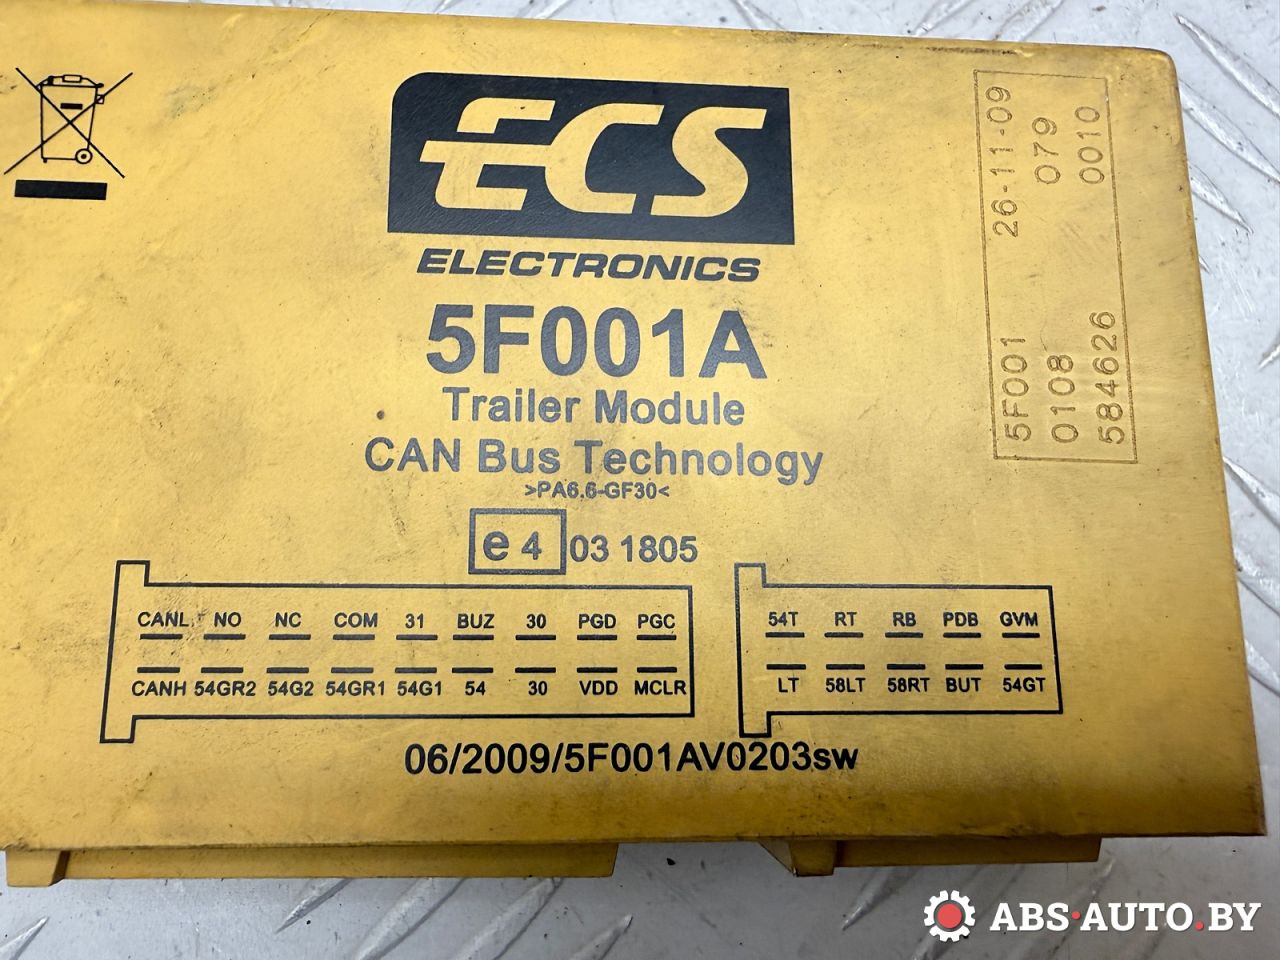 ECS
ELECTRONICS
5F001A
Trailer Module
CAN Bus Technology
>PA6.6-GF30<
e4 03 1805
CANL NO NC COM 31 BUZ 30 PGD PGC
CANH 54GR2 54G2 54GR1 54G1 54 30 VDD MCLR
54T RT RB PDB GVM
LT 58LT 58RT BUT 54GT
06/2009/5F001AV0203sw
5F001 26-11-09
0108 079
584626 0010
ABS·AUTO.BY